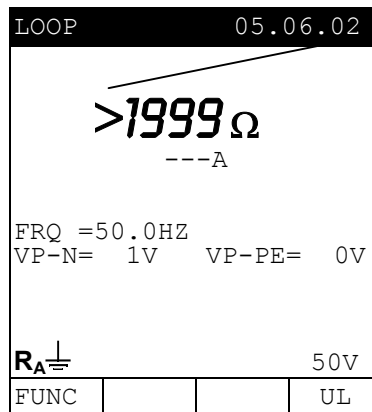 LOOP 05.06.02
>1999 Ω
---A
FRQ =50.0HZ
VP-N= 1V VP-PE= 0V
RA 50V
FUNC UL